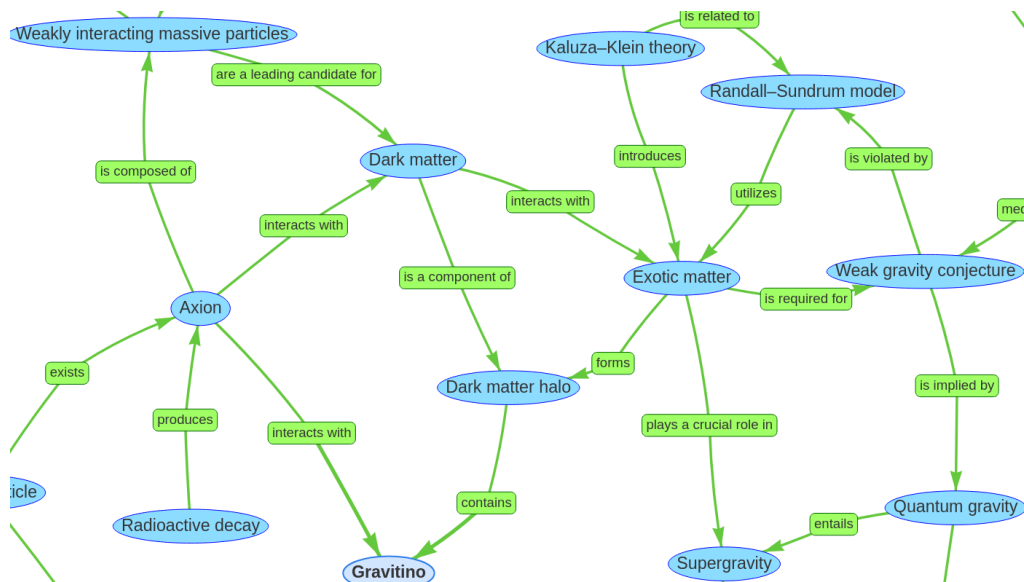 is related to
Weakly interacting massive particles
Kaluza–Klein theory
are a leading candidate for
Randall–Sundrum model
Dark matter
introduces
is violated by
is composed of
utilizes
interacts with
interacts with
is a component of
Exotic matter
Weak gravity conjecture
is required for
Axion
exists
forms
Dark matter halo
is implied by
produces
interacts with
plays a crucial role in
contains
Quantum gravity
Radioactive decay
entails
Supergravity
Gravitino